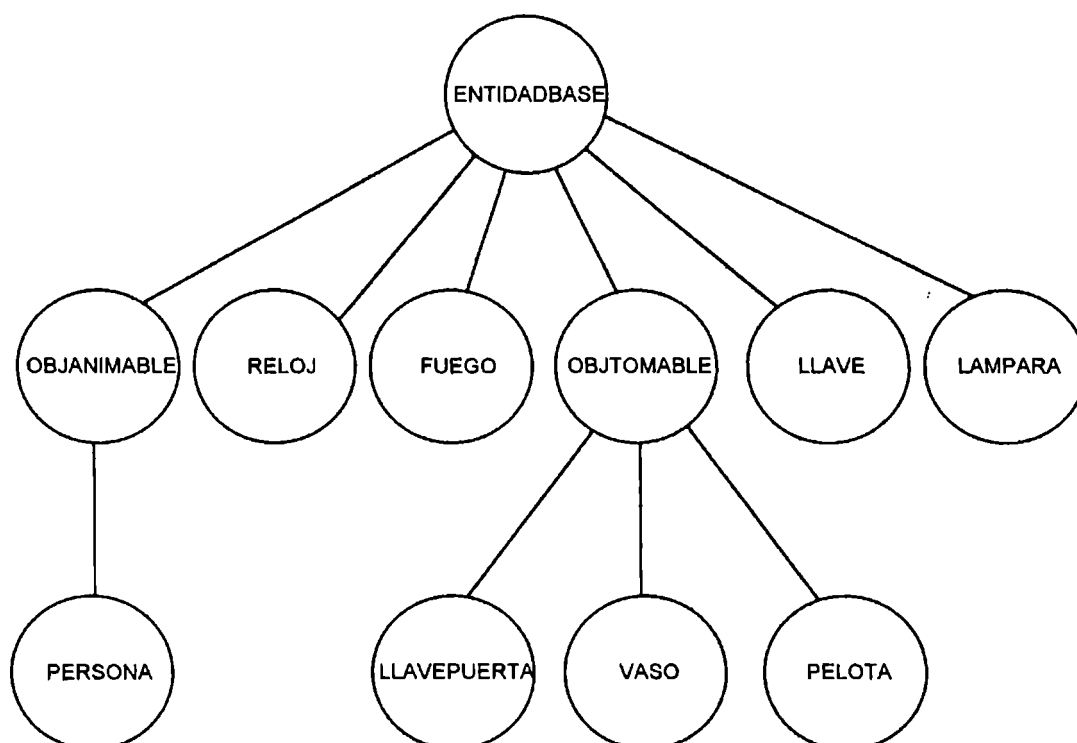 ENTIDADBASE
OBJANIMABLE
RELOJ
FUEGO
OBJTOMABLE
LLAVE
LAMPARA
PERSONA
LLAVEPUERTA
VASO
PELOTA